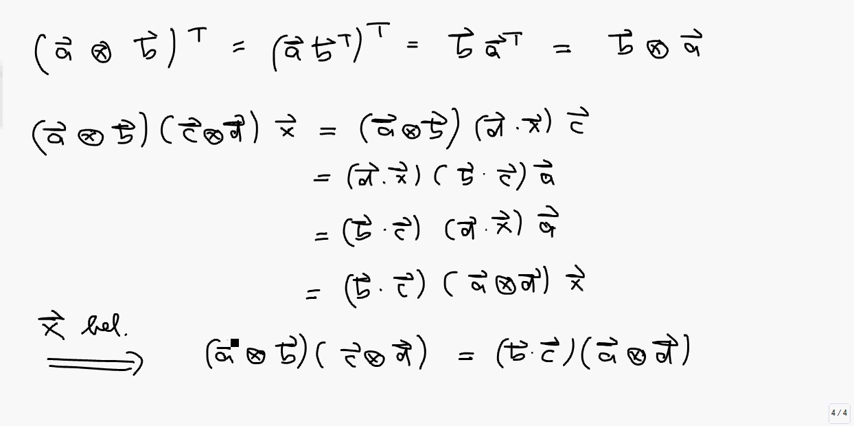 (a⃗ ⊗ b⃗)ᵀ = (a⃗ b⃗ᵀ)ᵀ = b⃗ a⃗ᵀ = b⃗ ⊗ a⃗
(a⃗ ⊗ b⃗)(c⃗ ⊗ d⃗) x⃗ = (a⃗ ⊗ b⃗)(d⃗ · x⃗) c⃗
= (d⃗ · x⃗)(b⃗ · c⃗) a⃗
= (b⃗ · c⃗)(d⃗ · x⃗) a⃗
= (b⃗ · c⃗)(a⃗ ⊗ d⃗) x⃗
x⃗ bel.
⟹ (a⃗ ⊗ b⃗)(c⃗ ⊗ d⃗) = (b⃗ · c⃗)(a⃗ ⊗ d⃗)
4/4